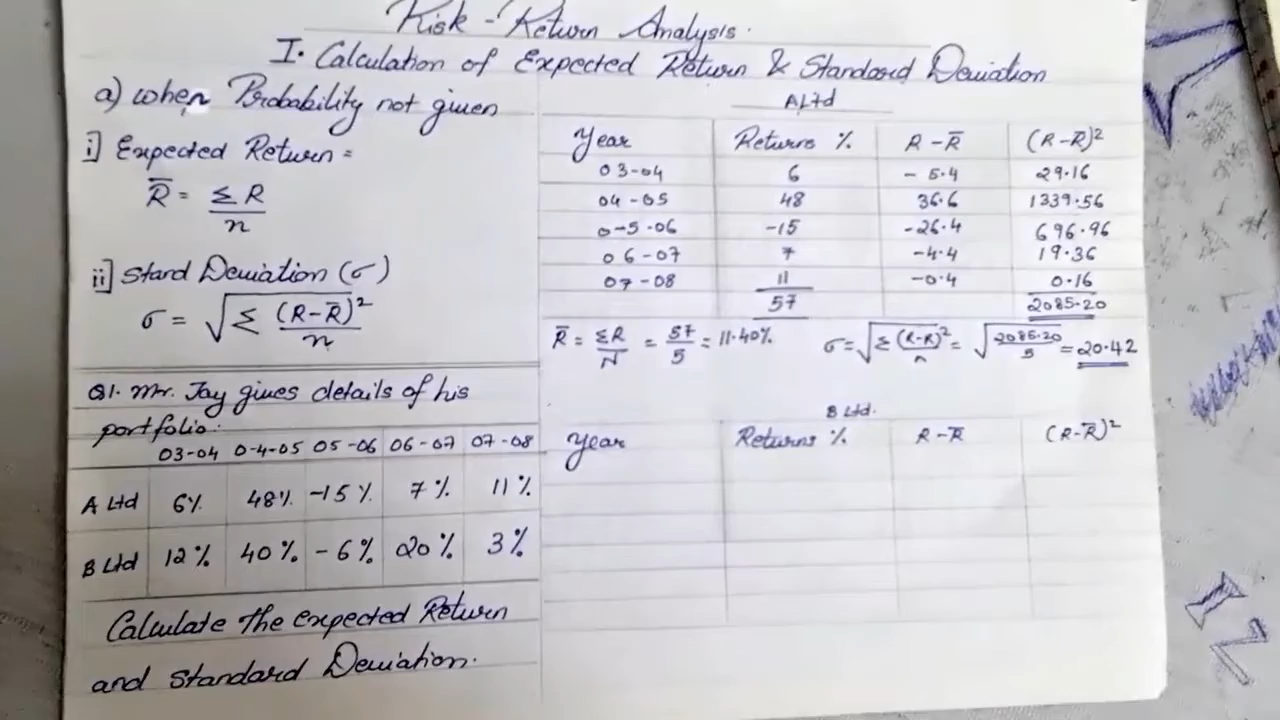 Risk - Return Analysis.
I. Calculation of Expected Return & Standard Deviation
a) when Probability not given
i] Expected Return =
R̅ = ΣR / n
ii] Stand Deviation (σ)
σ = √Σ (R-R̅)² / n
Q1. Mr. Jay gives details of his
portfolio:
03-04 0-4-05 05-06 06-07 07-08
A Ltd 6% 48% -15% 7% 11%
B Ltd 12% 40% -6% 20% 3%
Calculate the expected Return
and Standard Deviation.
A Ltd
Year Returns % R-R̅ (R-R̅)²
03-04 6 -5.4 29.16
04-05 48 36.6 1339.56
0-5-06 -15 -26.4 696.96
06-07 7 -4.4 19.36
07-08 11 -0.4 0.16
57 2085.20
R̅ = ΣR / N = 57 / 5 = 11.40% σ = √Σ (R-R)² / n = √2085.20 / 5 = 20.42
B Ltd.
Year Returns % R-R̅ (R-R̅)²